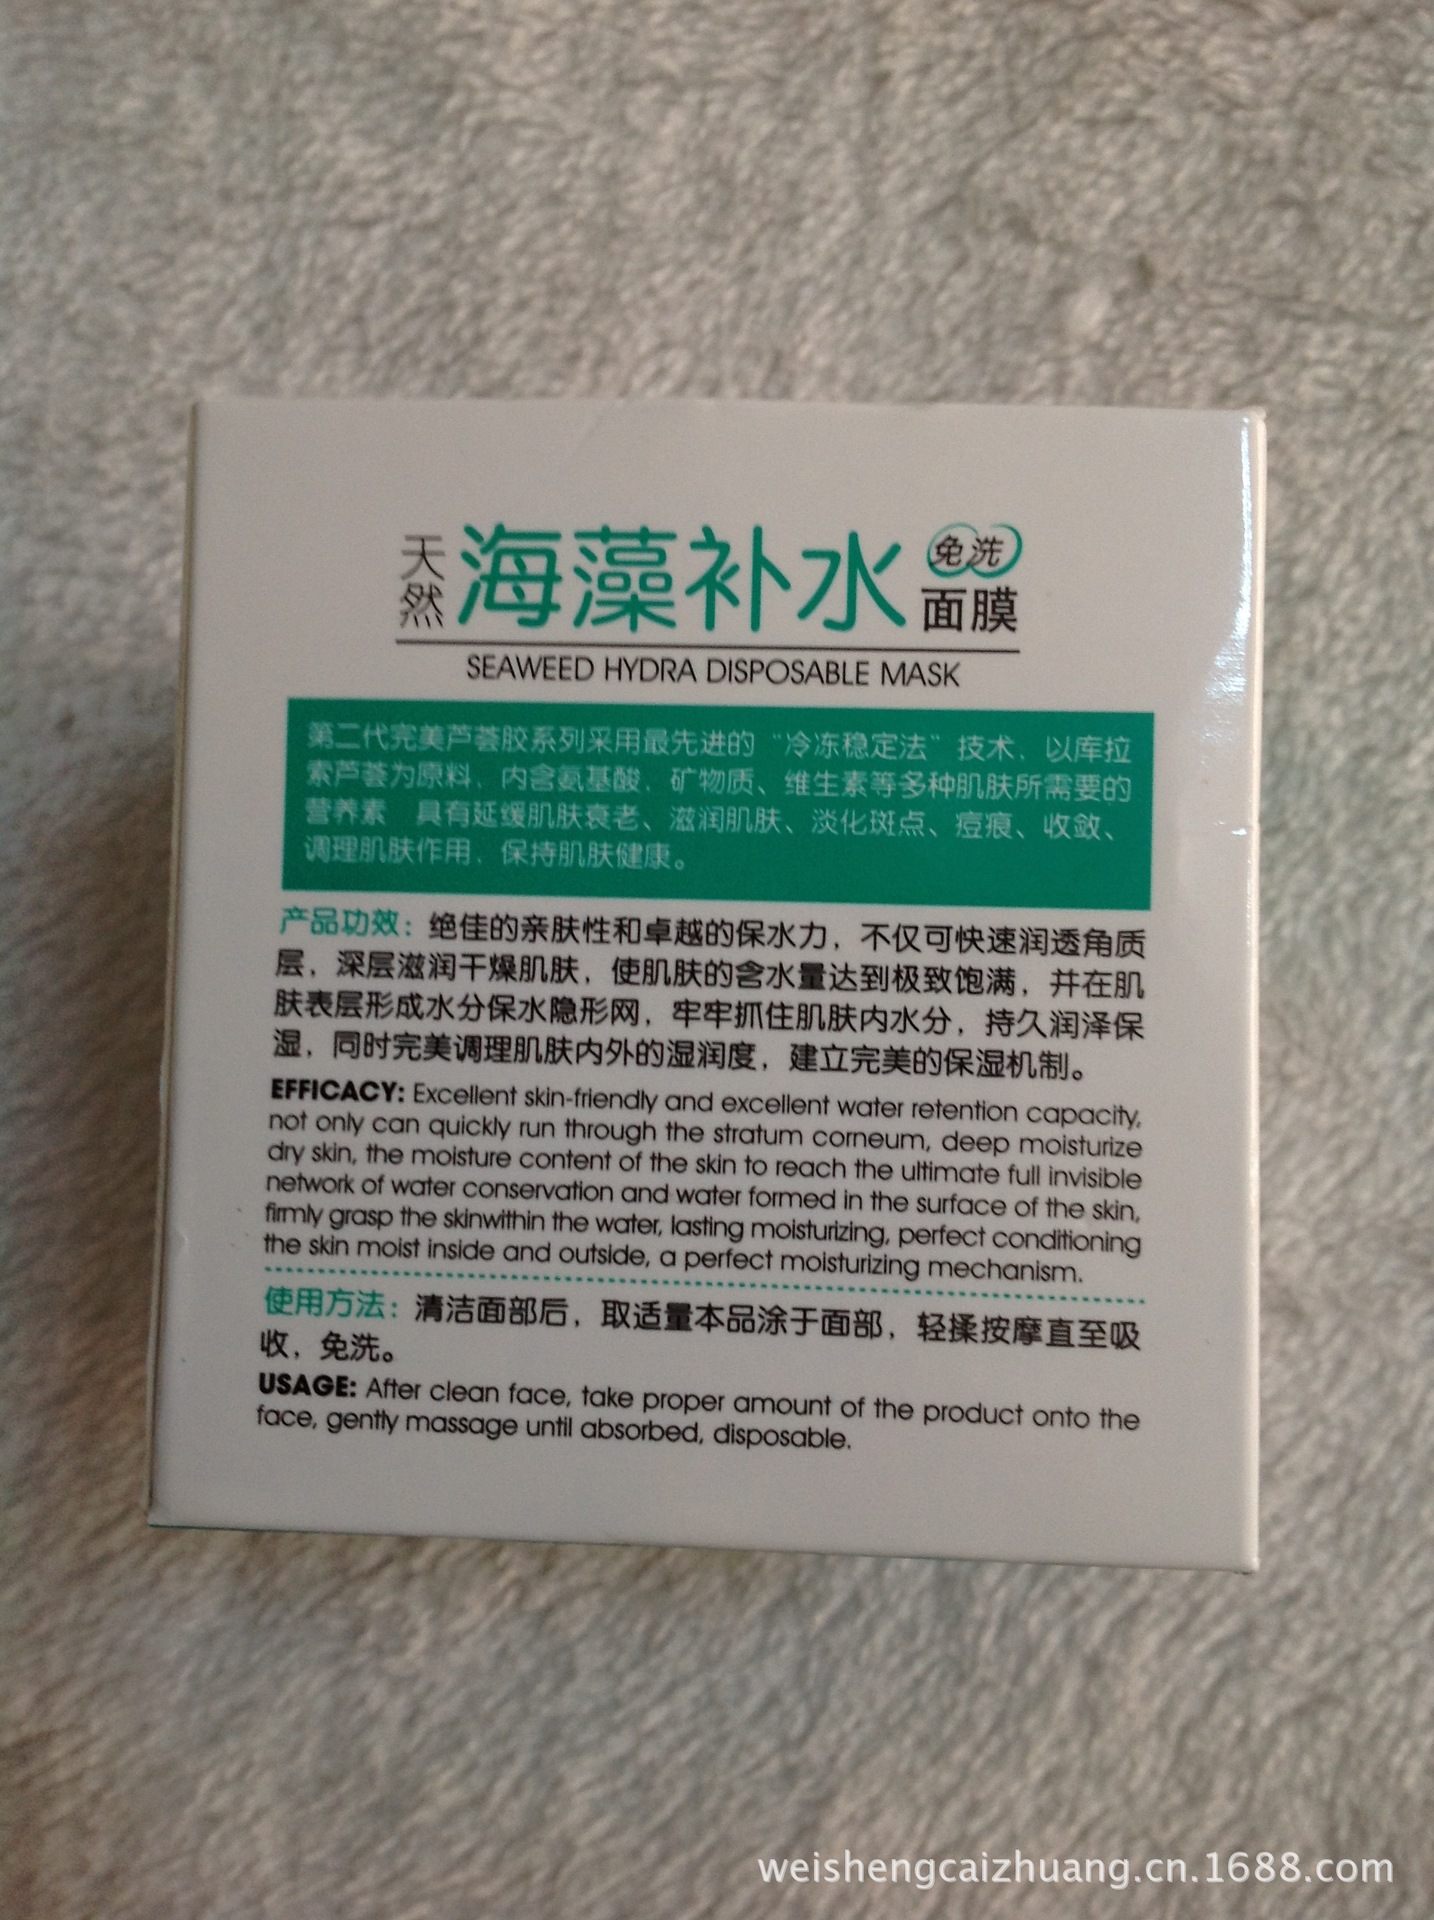 天然 海藻补水 免洗 面膜
SEAWEED HYDRA DISPOSABLE MASK
第二代完美芦荟胶系列采用最先进的“冷冻稳定法”技术，以库拉
索芦荟为原料，内含氨基酸，矿物质、维生素等多种肌肤所需要的
营养素 具有延缓肌肤衰老、滋润肌肤、淡化斑点、痘痕、收敛、
调理肌肤作用，保持肌肤健康。
产品功效：绝佳的亲肤性和卓越的保水力，不仅可快速润透角质
层，深层滋润干燥肌肤，使肌肤的含水量达到极致饱满，并在肌
肤表层形成水分保水隐形网，牢牢抓住肌肤内水分，持久润泽保
湿，同时完美调理肌肤内外的湿润度，建立完美的保湿机制。
EFFICACY: Excellent skin-friendly and excellent water retention capacity,
not only can quickly run through the stratum corneum, deep moisturize
dry skin, the moisture content of the skin to reach the ultimate full invisible
network of water conservation and water formed in the surface of the skin,
firmly grasp the skinwithin the water, lasting moisturizing, perfect conditioning
the skin moist inside and outside, a perfect moisturizing mechanism.
使用方法：清洁面部后，取适量本品涂于面部，轻揉按摩直至吸
收，免洗。
USAGE: After clean face, take proper amount of the product onto the
face, gently massage until absorbed, disposable.
weishengcaizhuang.cn.1688.com